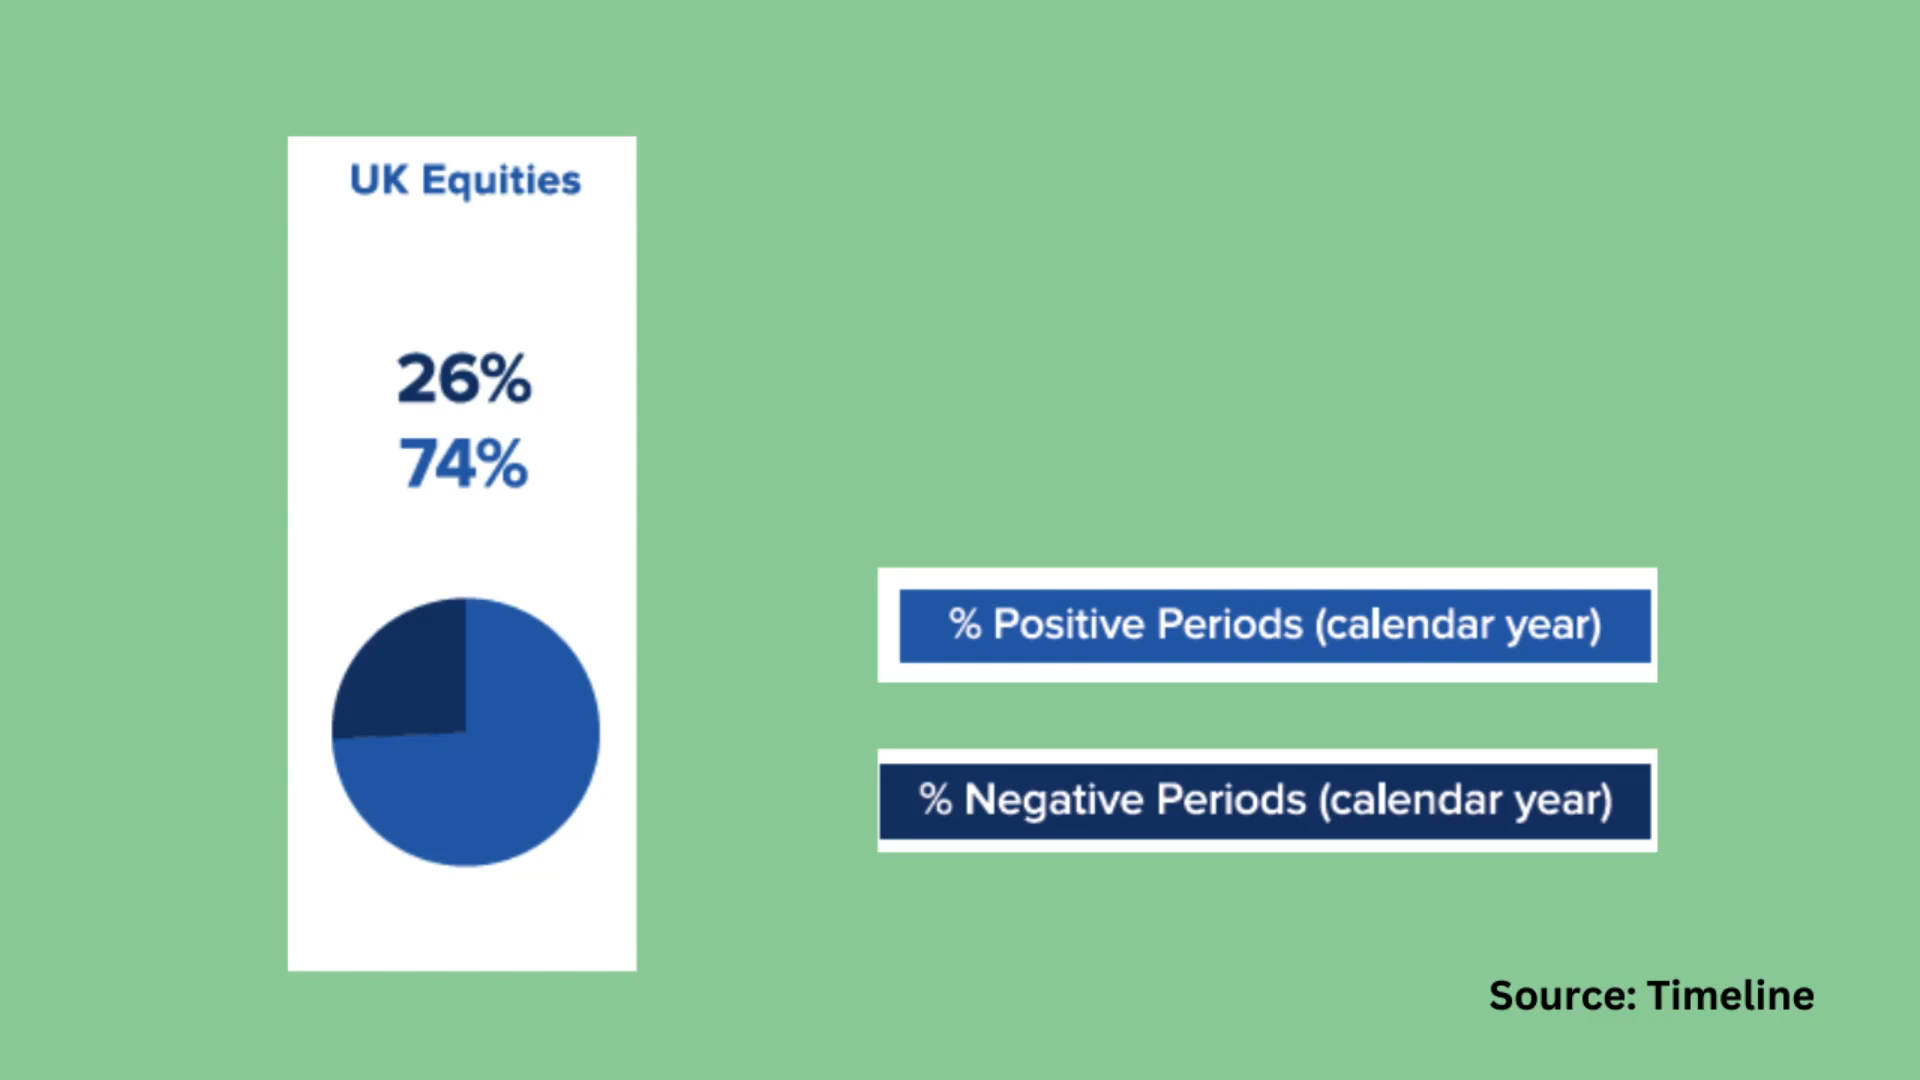 UK Equities
26%
74%
% Positive Periods (calendar year)
% Negative Periods (calendar year)
Source: Timeline